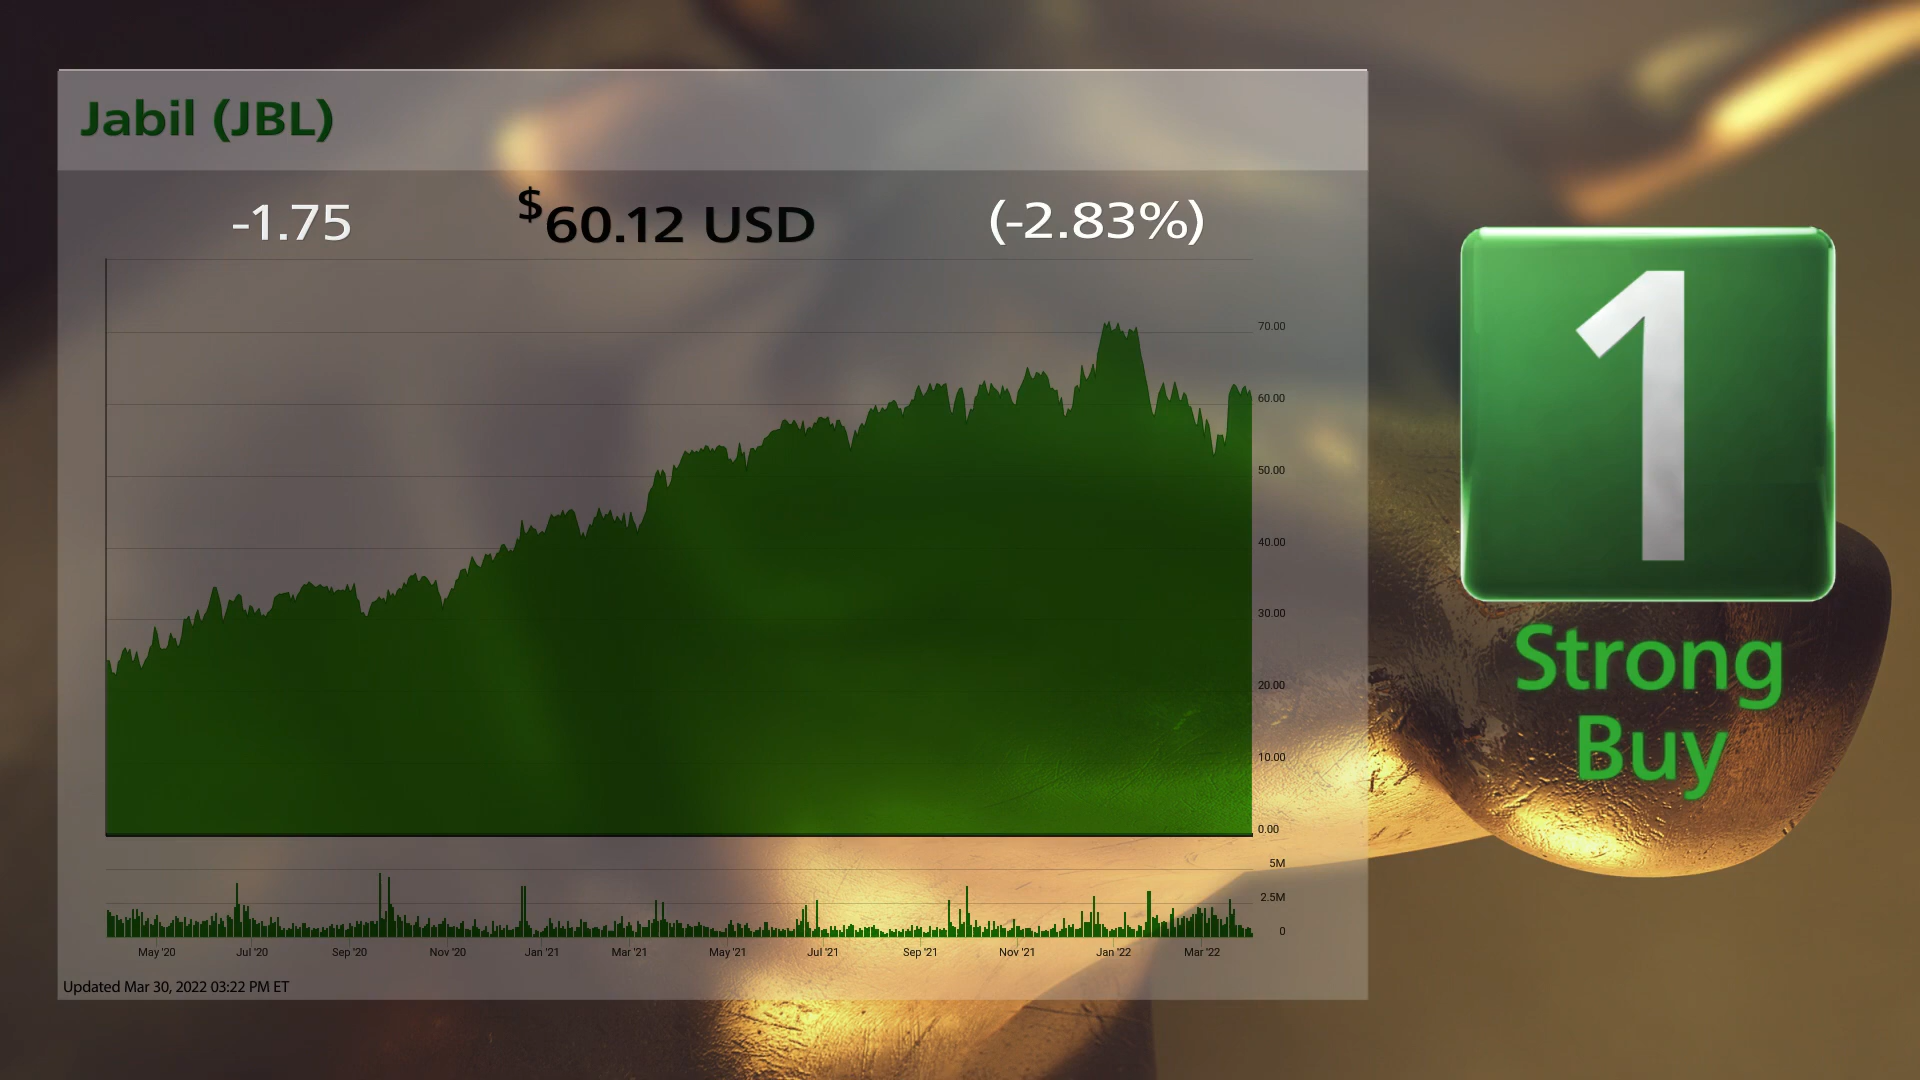 Jabil (JBL)
-1.75
$60.12 USD
(-2.83%)
1
Strong
Buy
70.00
60.00
50.00
40.00
30.00
20.00
10.00
0.00
5M
2.5M
0
May '20 Jul '20 Sep '20 Nov '20 Jan '21 Mar '21 May '21 Jul '21 Sep '21 Nov '21 Jan '22 Mar '22
Updated Mar 30, 2022 03:22 PM ET